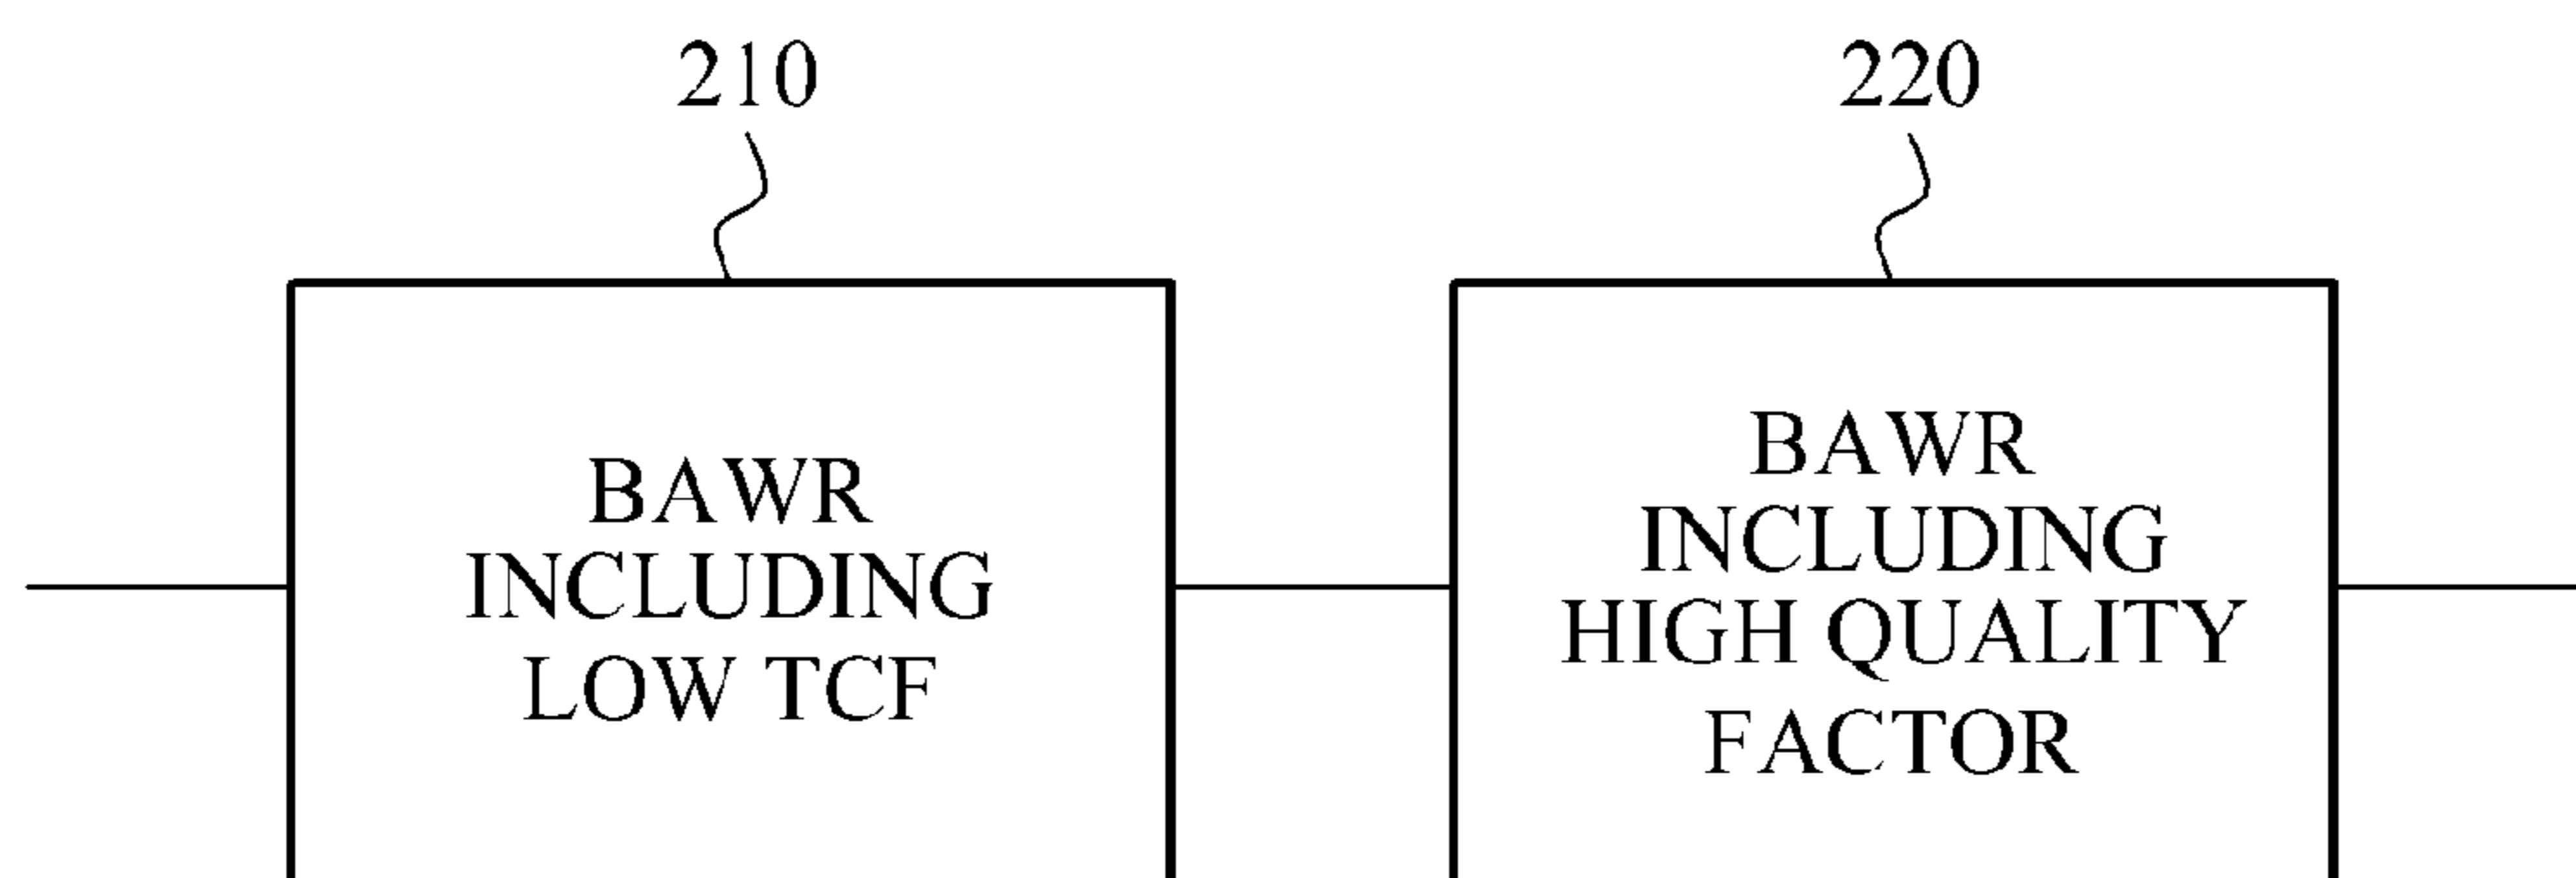 210
220
BAWR
INCLUDING
LOW TCF
BAWR
INCLUDING
HIGH QUALITY
FACTOR